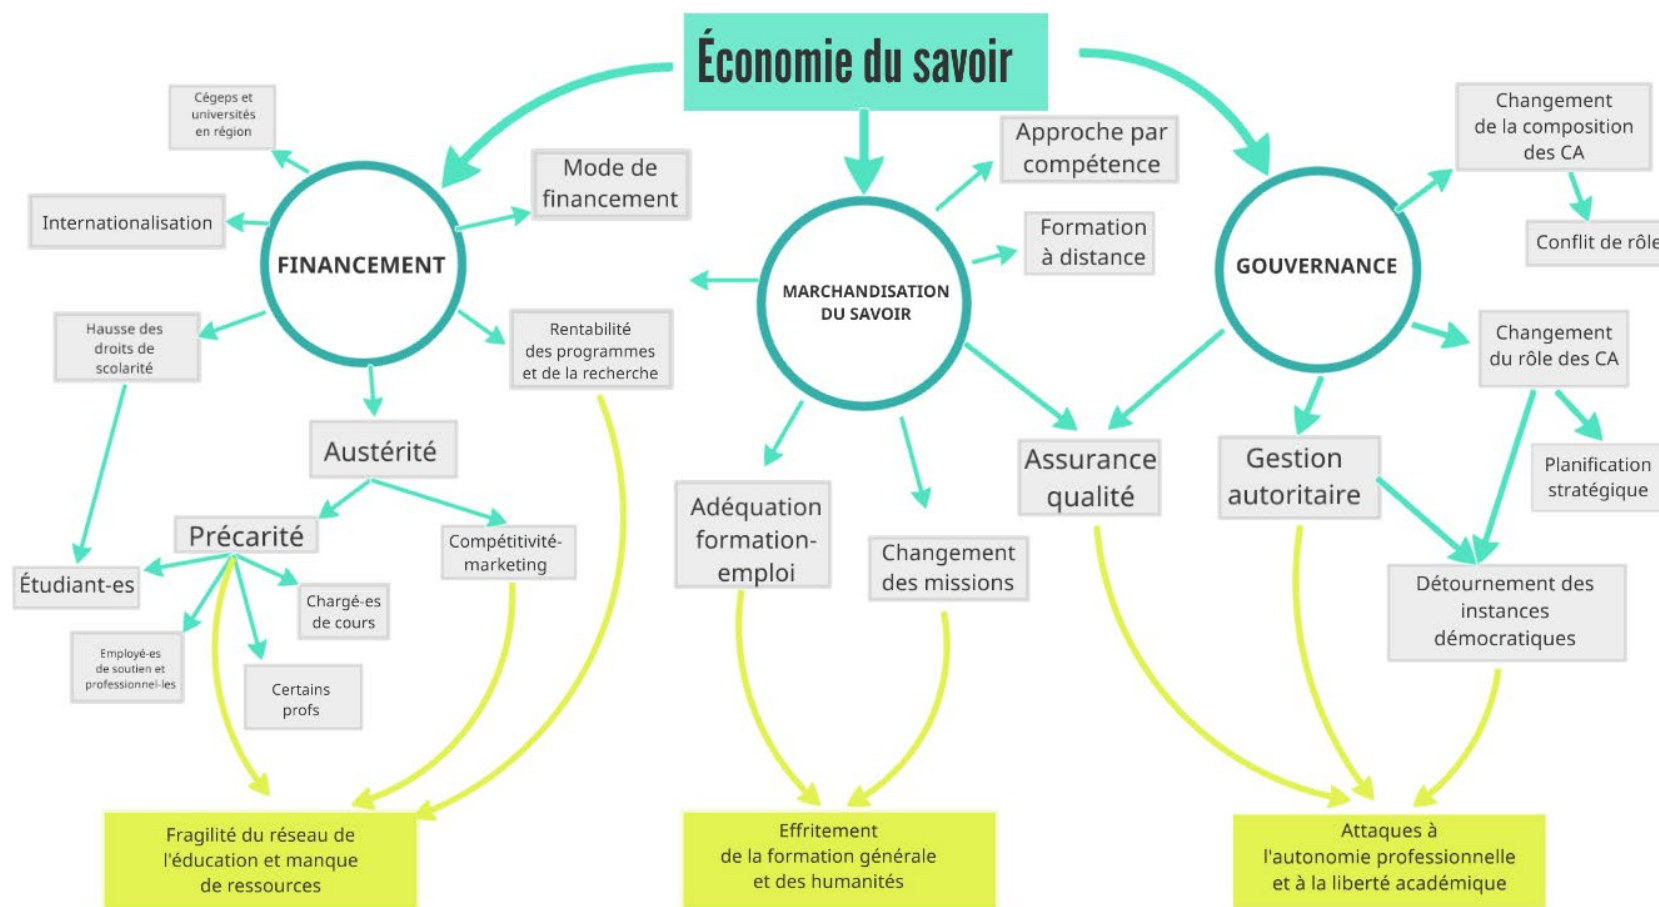 Économie du savoir
Cégeps et
universités
en région
Internationalisation
FINANCEMENT
Mode de
financement
Hausse des
droits de
scolarité
Rentabilité
des programmes
et de la recherche
Austérité
Précarité
Compétitivité-
marketing
Étudiant-es
Chargé-es
de cours
Employé-es
de soutien et
professionnel-les
Certains
profs
Fragilité du réseau de
l'éducation et manque
de ressources
MARCHANDISATION
DU SAVOIR
Approche par
compétence
Formation
à distance
Adéquation
formation-
emploi
Changement
des missions
Assurance
qualité
Effritement
de la formation générale
et des humanités
GOUVERNANCE
Changement
de la composition
des CA
Conflit de rôle
Changement
du rôle des CA
Planification
stratégique
Gestion
autoritaire
Détournement des
instances
démocratiques
Attaques à
l'autonomie professionnelle
et à la liberté académique